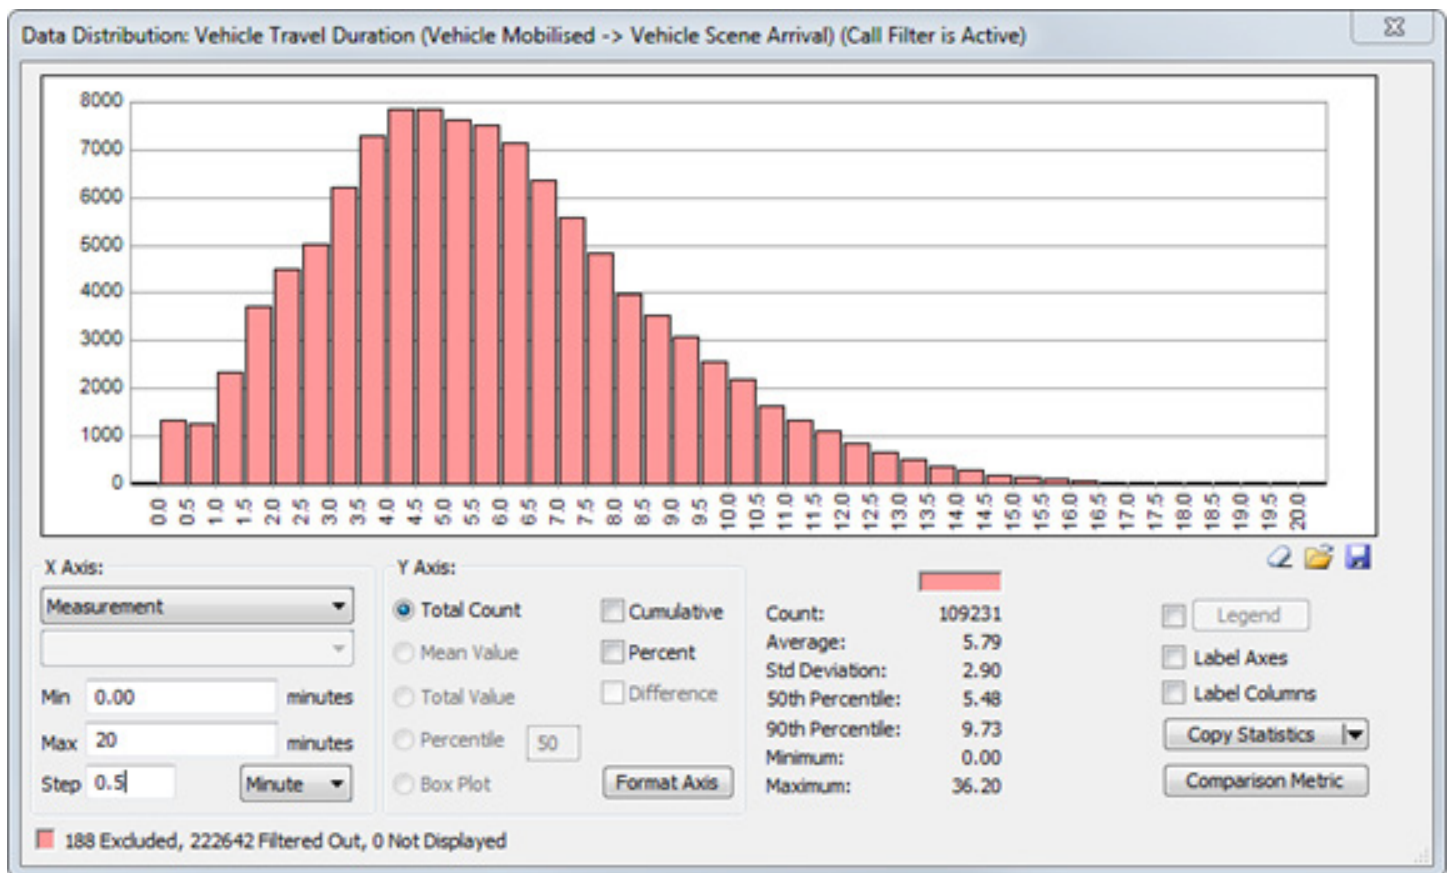 Data Distribution: Vehicle Travel Duration (Vehicle Mobilised -> Vehicle Scene Arrival) (Call Filter is Active)
8000
7000
6000
5000
4000
3000
2000
1000
0
0.0 0.5 1.0 1.5 2.0 2.5 3.0 3.5 4.0 4.5 5.0 5.5 6.0 6.5 7.0 7.5 8.0 8.5 9.0 9.5 10.0 10.5 11.0 11.5 12.0 12.5 13.0 13.5 14.0 14.5 15.0 15.5 16.0 16.5 17.0 17.5 18.0 18.5 19.0 19.5 20.0
X Axis:
Measurement
Min 0.00 minutes
Max 20 minutes
Step 0.5 Minute
Y Axis:
Total Count
Mean Value
Total Value
Percentile 50
Box Plot
Cumulative
Percent
Difference
Format Axis
Count: 109231
Average: 5.79
Std Deviation: 2.90
50th Percentile: 5.48
90th Percentile: 9.73
Minimum: 0.00
Maximum: 36.20
Legend
Label Axes
Label Columns
Copy Statistics
Comparison Metric
188 Excluded, 222642 Filtered Out, 0 Not Displayed